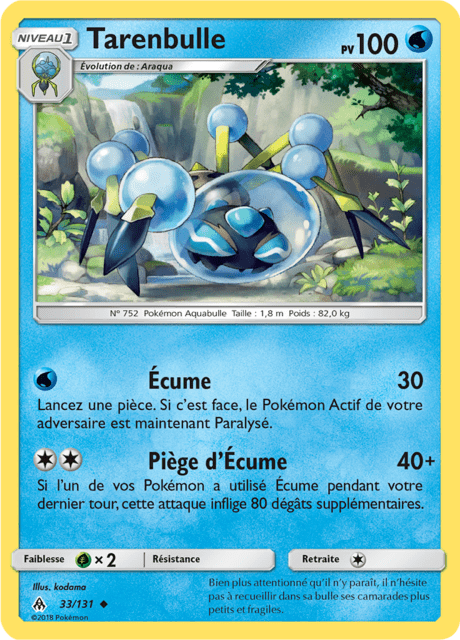 NIVEAU 1
Tarenbulle
PV 100
Évolution de : Araqua
N° 752 Pokémon Aquabulle Taille : 1,8 m Poids : 82,0 kg
Écume 30
Lancez une pièce. Si c'est face, le Pokémon Actif de votre
adversaire est maintenant Paralysé.
Piège d'Écume 40+
Si l'un de vos Pokémon a utilisé Écume pendant votre
dernier tour, cette attaque inflige 80 dégâts supplémentaires.
Faiblesse ×2 Résistance Retraite
Illus. kodama
33/131
©2018 Pokémon
Bien plus attentionné qu'il n'y paraît, il n'hésite
pas à recueillir dans sa bulle ses camarades plus
petits et fragiles.